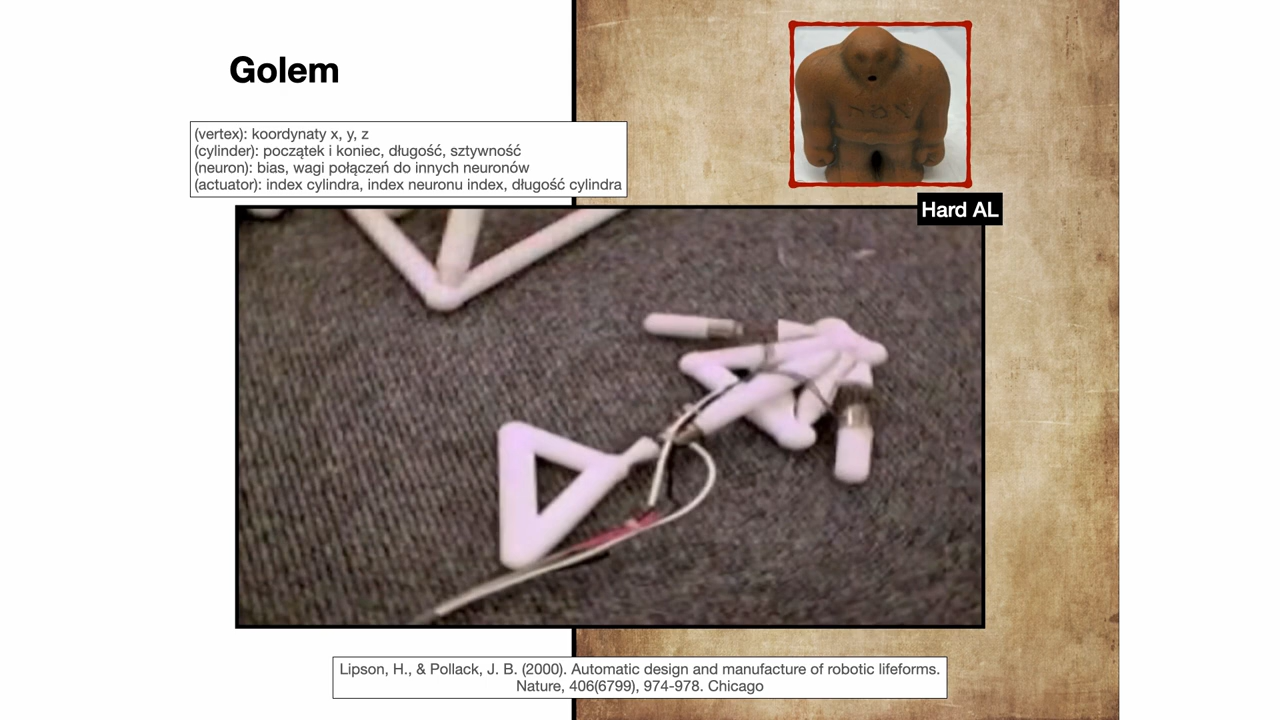 Golem
(vertex): koordynaty x, y, z
(cylinder): początek i koniec, długość, sztywność
(neuron): bias, wagi połączeń do innych neuronów
(actuator): index cylindra, index neuronu index, długość cylindra
Hard AL
Lipson, H., & Pollack, J. B. (2000). Automatic design and manufacture of robotic lifeforms.
Nature, 406(6799), 974-978. Chicago